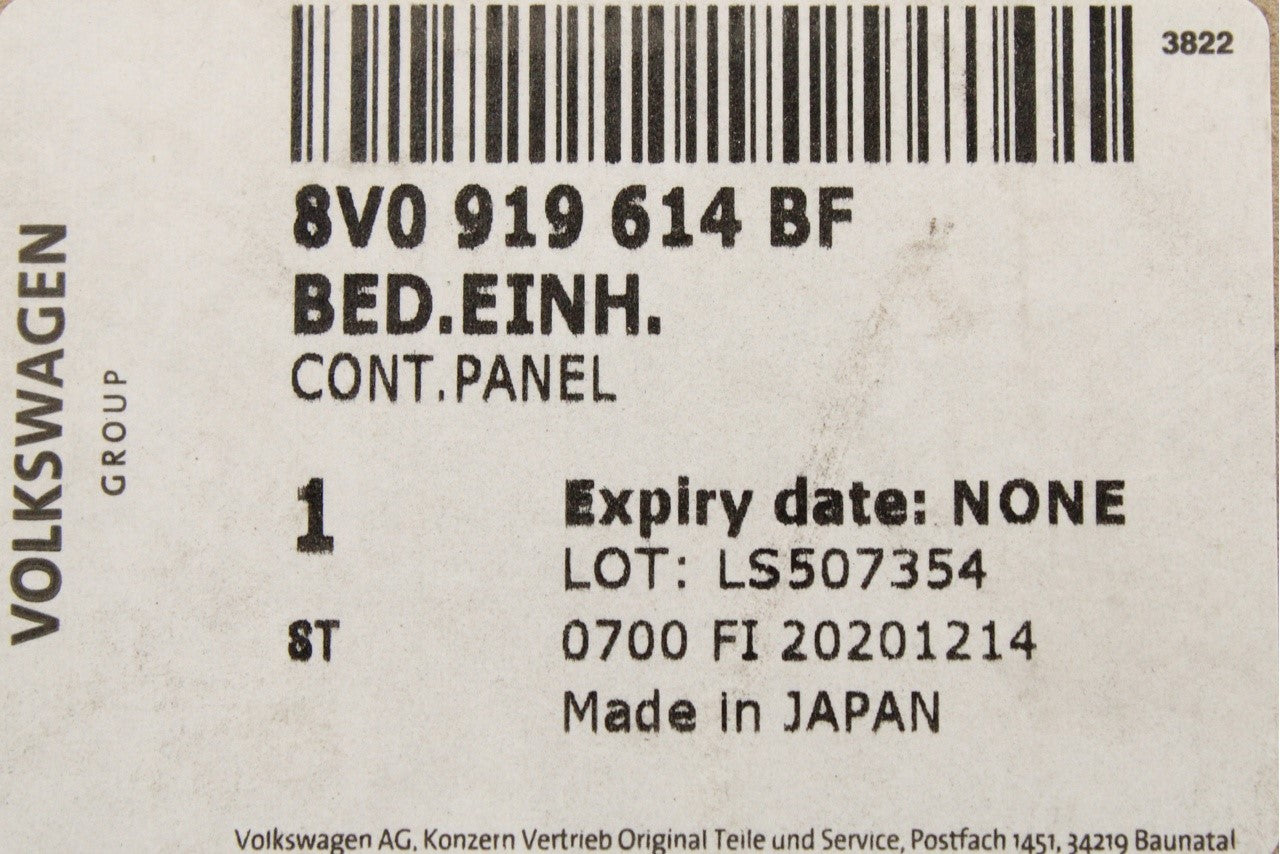 3822
8V0 919 614 BF
BED.EINH.
CONT.PANEL
VOLKSWAGEN
GROUP
1
Expiry date: NONE
LOT: LS507354
ST
0700 FI 20201214
Made in JAPAN
Volkswagen AG, Konzern Vertrieb Original Teile und Service, Postfach 1451, 34219 Baunatal